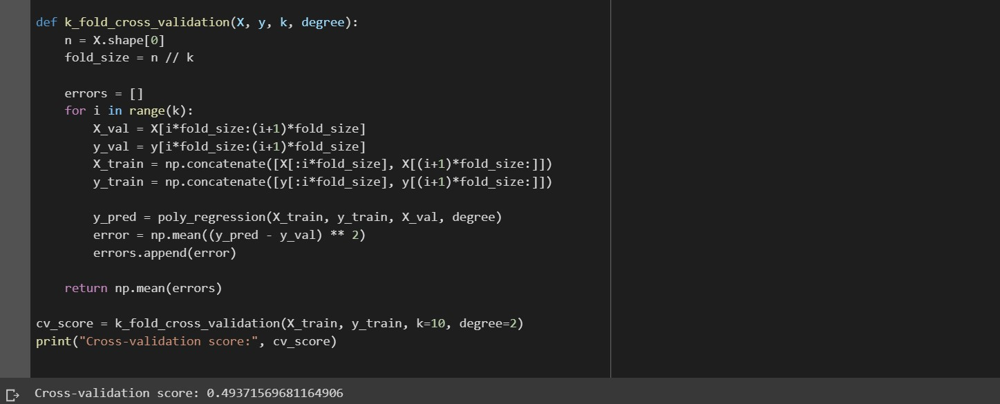 def k_fold_cross_validation(X, y, k, degree):
    n = X.shape[0]
    fold_size = n // k
    errors = []
    for i in range(k):
        X_val = X[i*fold_size:(i+1)*fold_size]
        y_val = y[i*fold_size:(i+1)*fold_size]
        X_train = np.concatenate([X[:i*fold_size], X[(i+1)*fold_size:]])
        y_train = np.concatenate([y[:i*fold_size], y[(i+1)*fold_size:]])
        y_pred = poly_regression(X_train, y_train, X_val, degree)
        error = np.mean((y_pred - y_val) ** 2)
        errors.append(error)
    return np.mean(errors)
cv_score = k_fold_cross_validation(X_train, y_train, k=10, degree=2)
print("Cross-validation score:", cv_score)
Cross-validation score: 0.49371569681164906